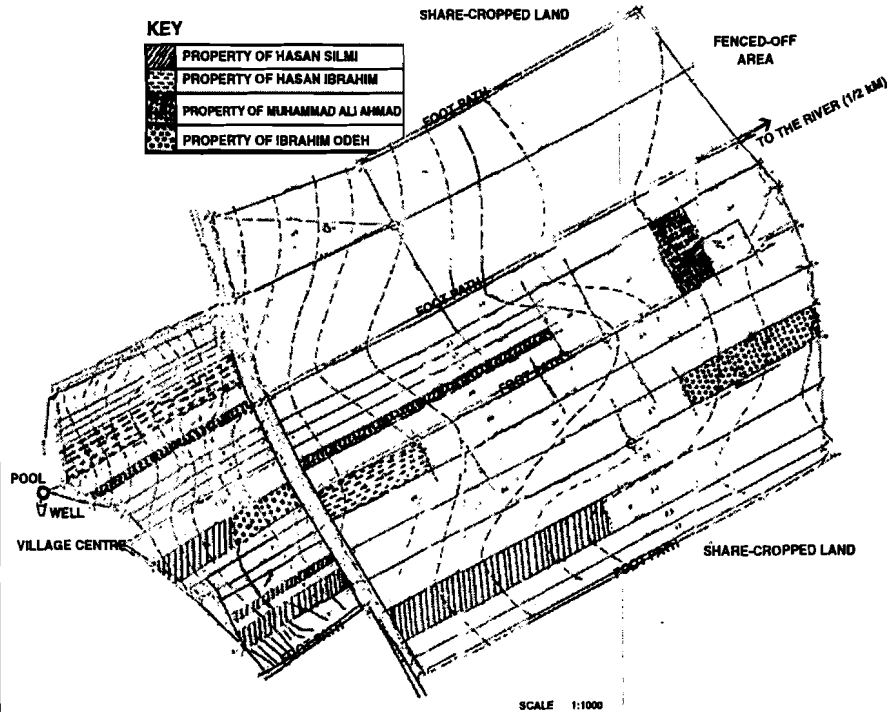 SHARE-CROPPED LAND
KEY
PROPERTY OF HASAN SILMI
PROPERTY OF HASAN IBRAHIM
PROPERTY OF MUHAMMAD ALI AHMAD
PROPERTY OF IBRAHIM ODEH
FENCED-OFF
AREA
FOOT PATH
TO THE RIVER (1/2 kM)
FOOT PATH
FOOT PATH
POOL
WELL
VILLAGE CENTRE
SHARE-CROPPED LAND
FOOT PATH
FOOT PATH
SCALE 1:1000